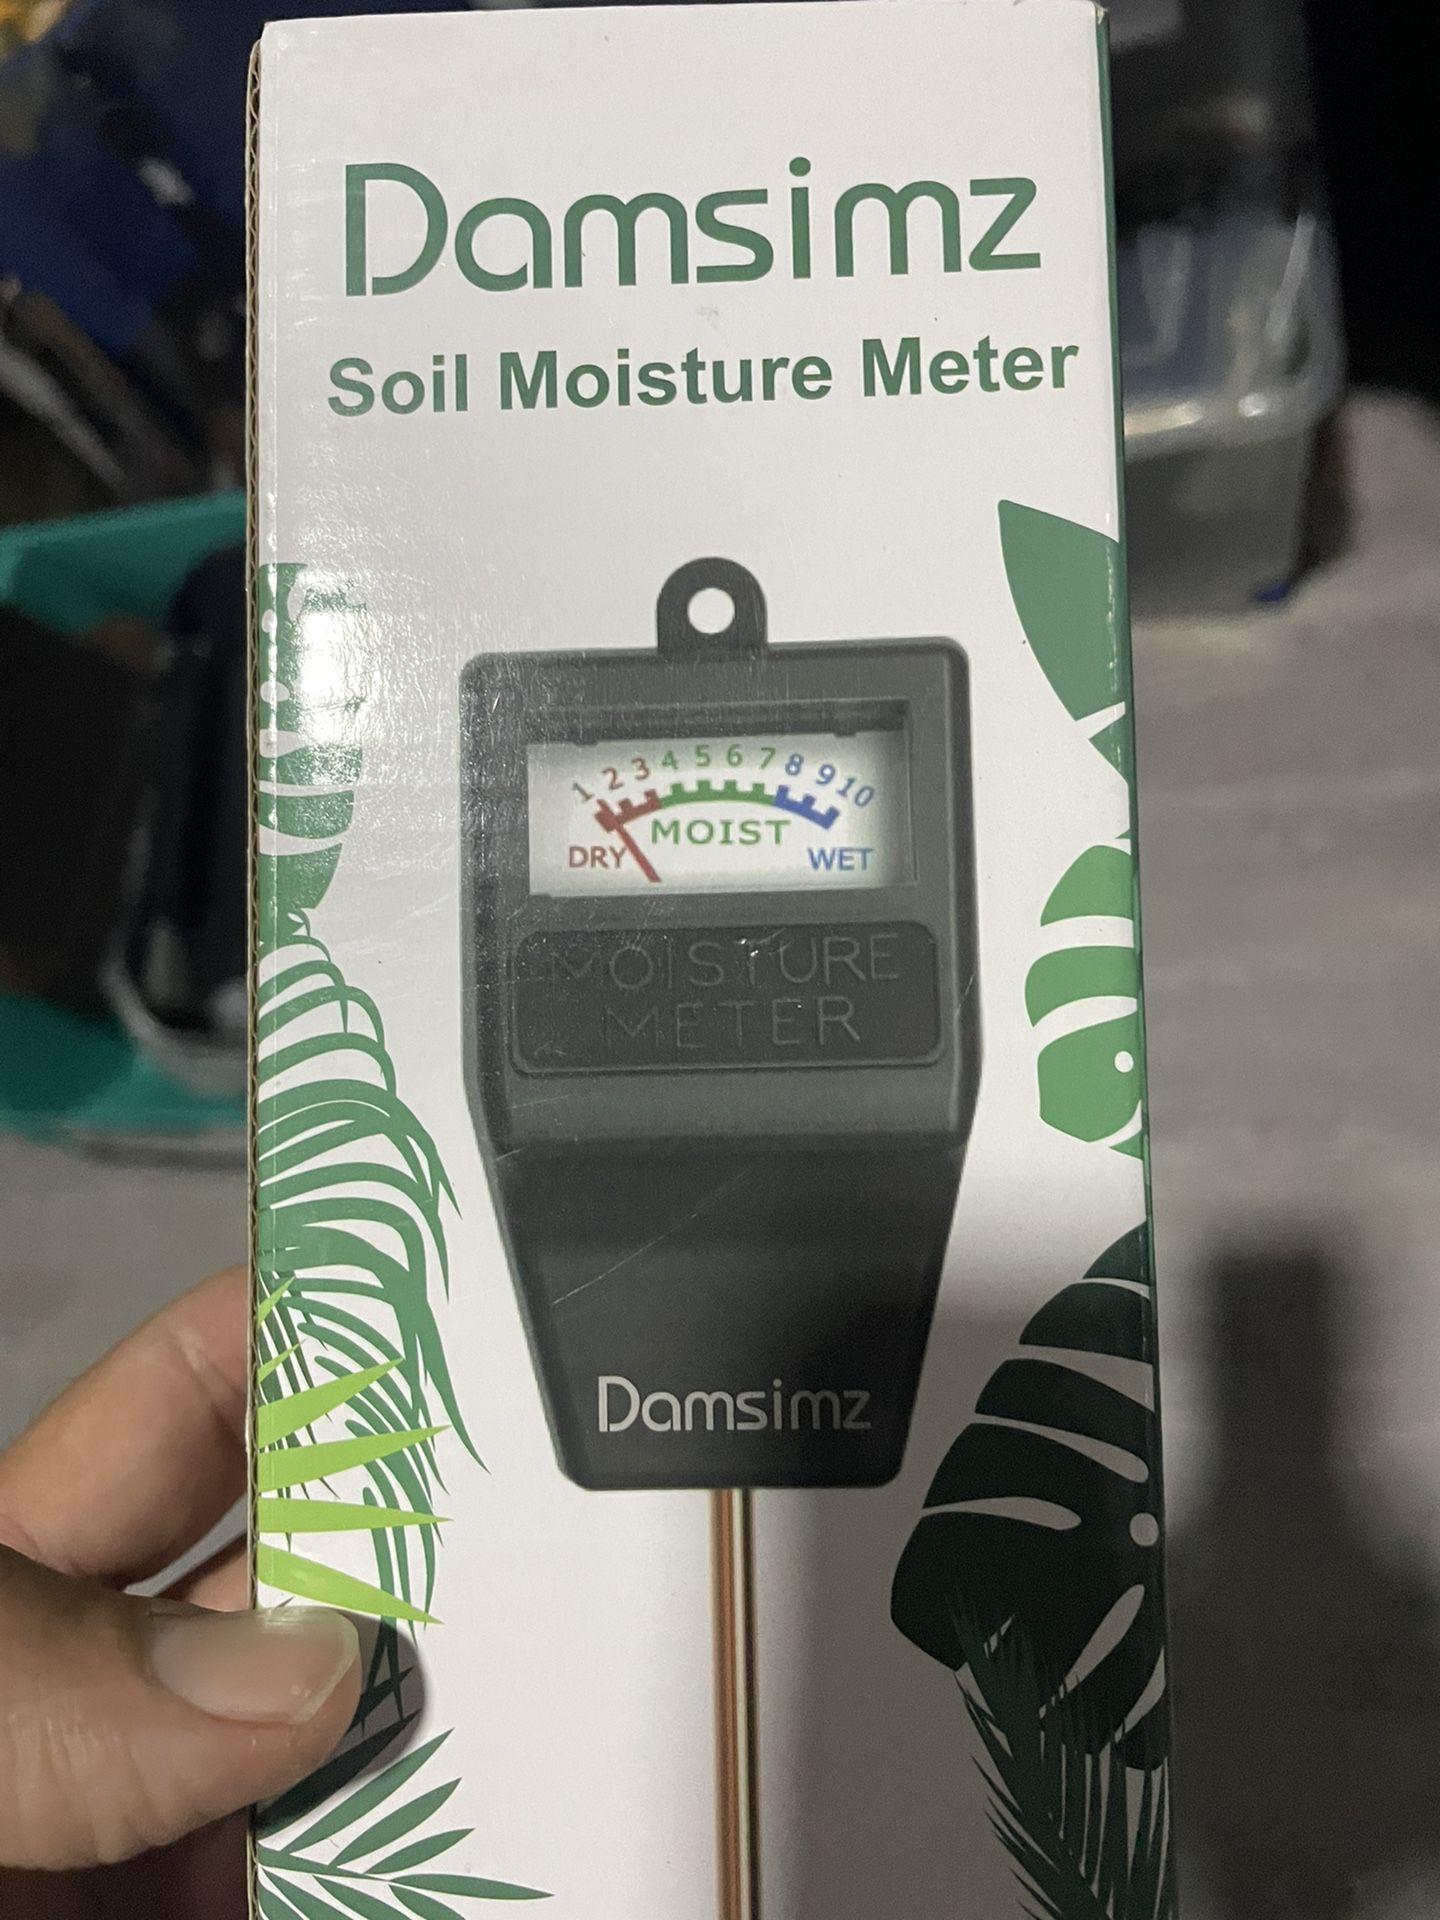 Damsimz
Soil Moisture Meter
1 2 3 4 5 6 7 8 9 10
MOIST
DRY WET
MOISTURE
METER
Damsimz